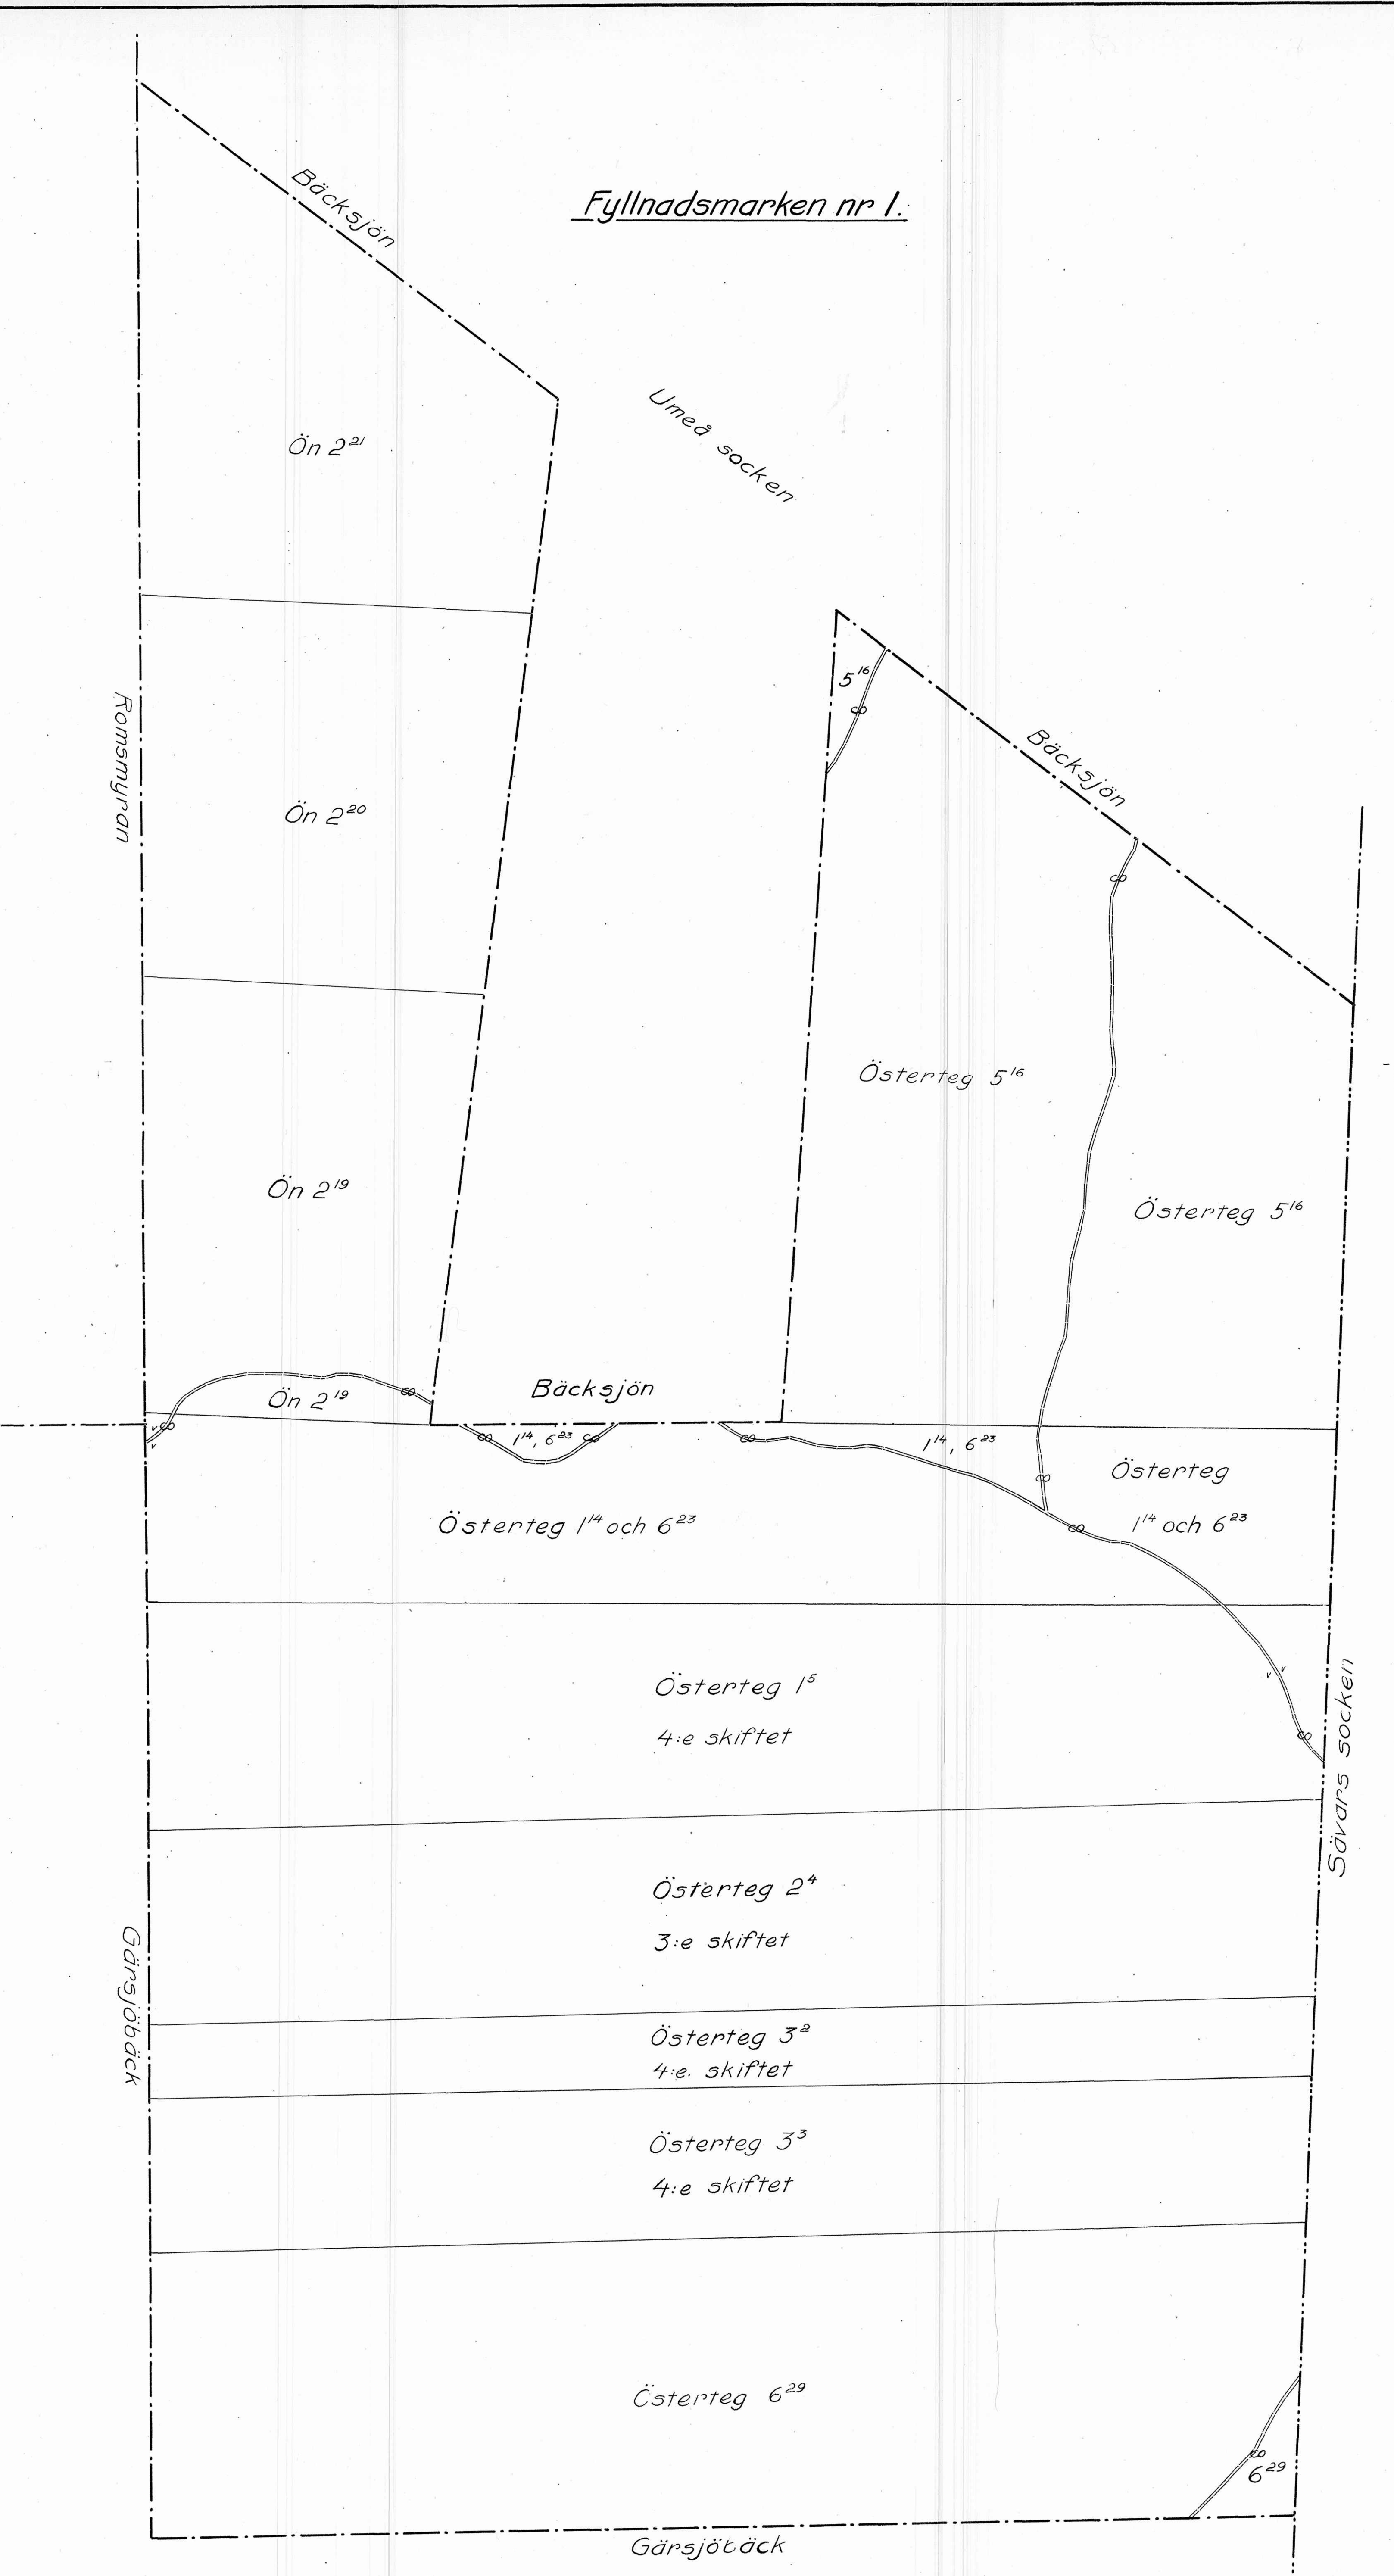 Bäcksjön
Fyllnadsmarken nr 1.
Umeå socken
Ön 2²¹
5¹⁶
Romsmyran
Bäcksjön
Ön 2²⁰
Österteg 5¹⁶
Ön 2¹⁹
Österteg 5¹⁶
Bäcksjön
Ön 2¹⁹
1¹⁴, 6²³
1¹⁴, 6²³
Österteg
1¹⁴ och 6²³
Österteg 1¹⁴ och 6²³
Österteg 1⁵
4:e skiftet
Sävars socken
Österteg 2⁴
3:e skiftet
Gärsjöbäck
Österteg 3²
4:e. skiftet
Österteg 3³
4:e skiftet
Österteg 6²⁹
6²⁹
Gärsjöbäck